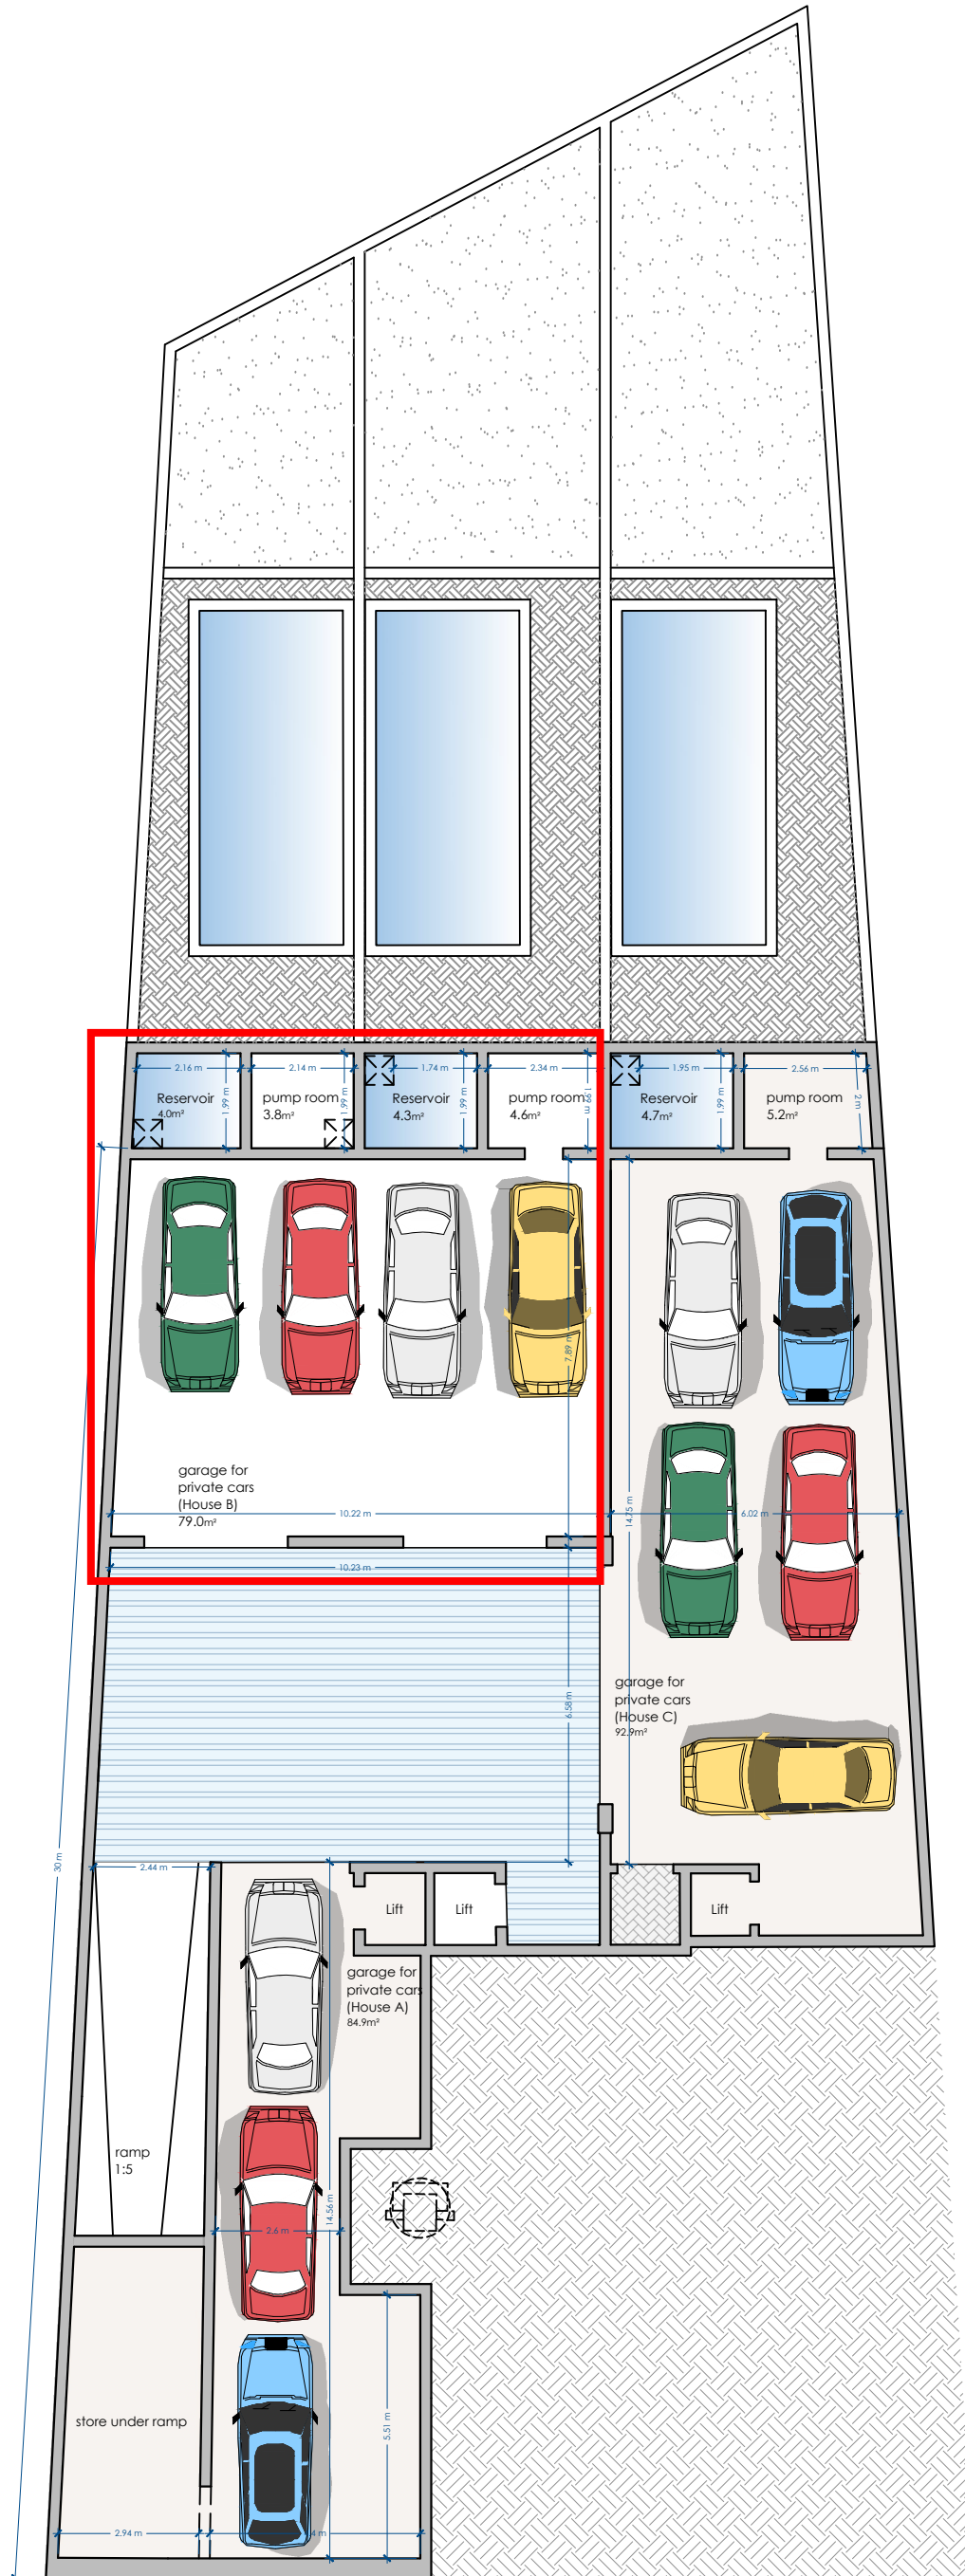 2.16 m
2.14 m
1.74 m
2.34 m
1.95 m
2.56 m
Reservoir
4.0m²
1.99 m
pump room
3.8m²
1.99 m
Reservoir
4.3m²
1.99 m
pump room
4.6m²
1.99 m
Reservoir
4.7m²
1.99 m
pump room
5.2m²
2 m
7.89 m
garage for
private cars
(House B)
79.0m²
10.22 m
14.75 m
6.02 m
10.23 m
garage for
private cars
(House C)
92.9m²
6.58 m
30 m
2.44 m
Lift
Lift
Lift
garage for
private cars
(House A)
84.9m²
ramp
1:5
14.56 m
2.6 m
store under ramp
5.51 m
2.94 m
4 m